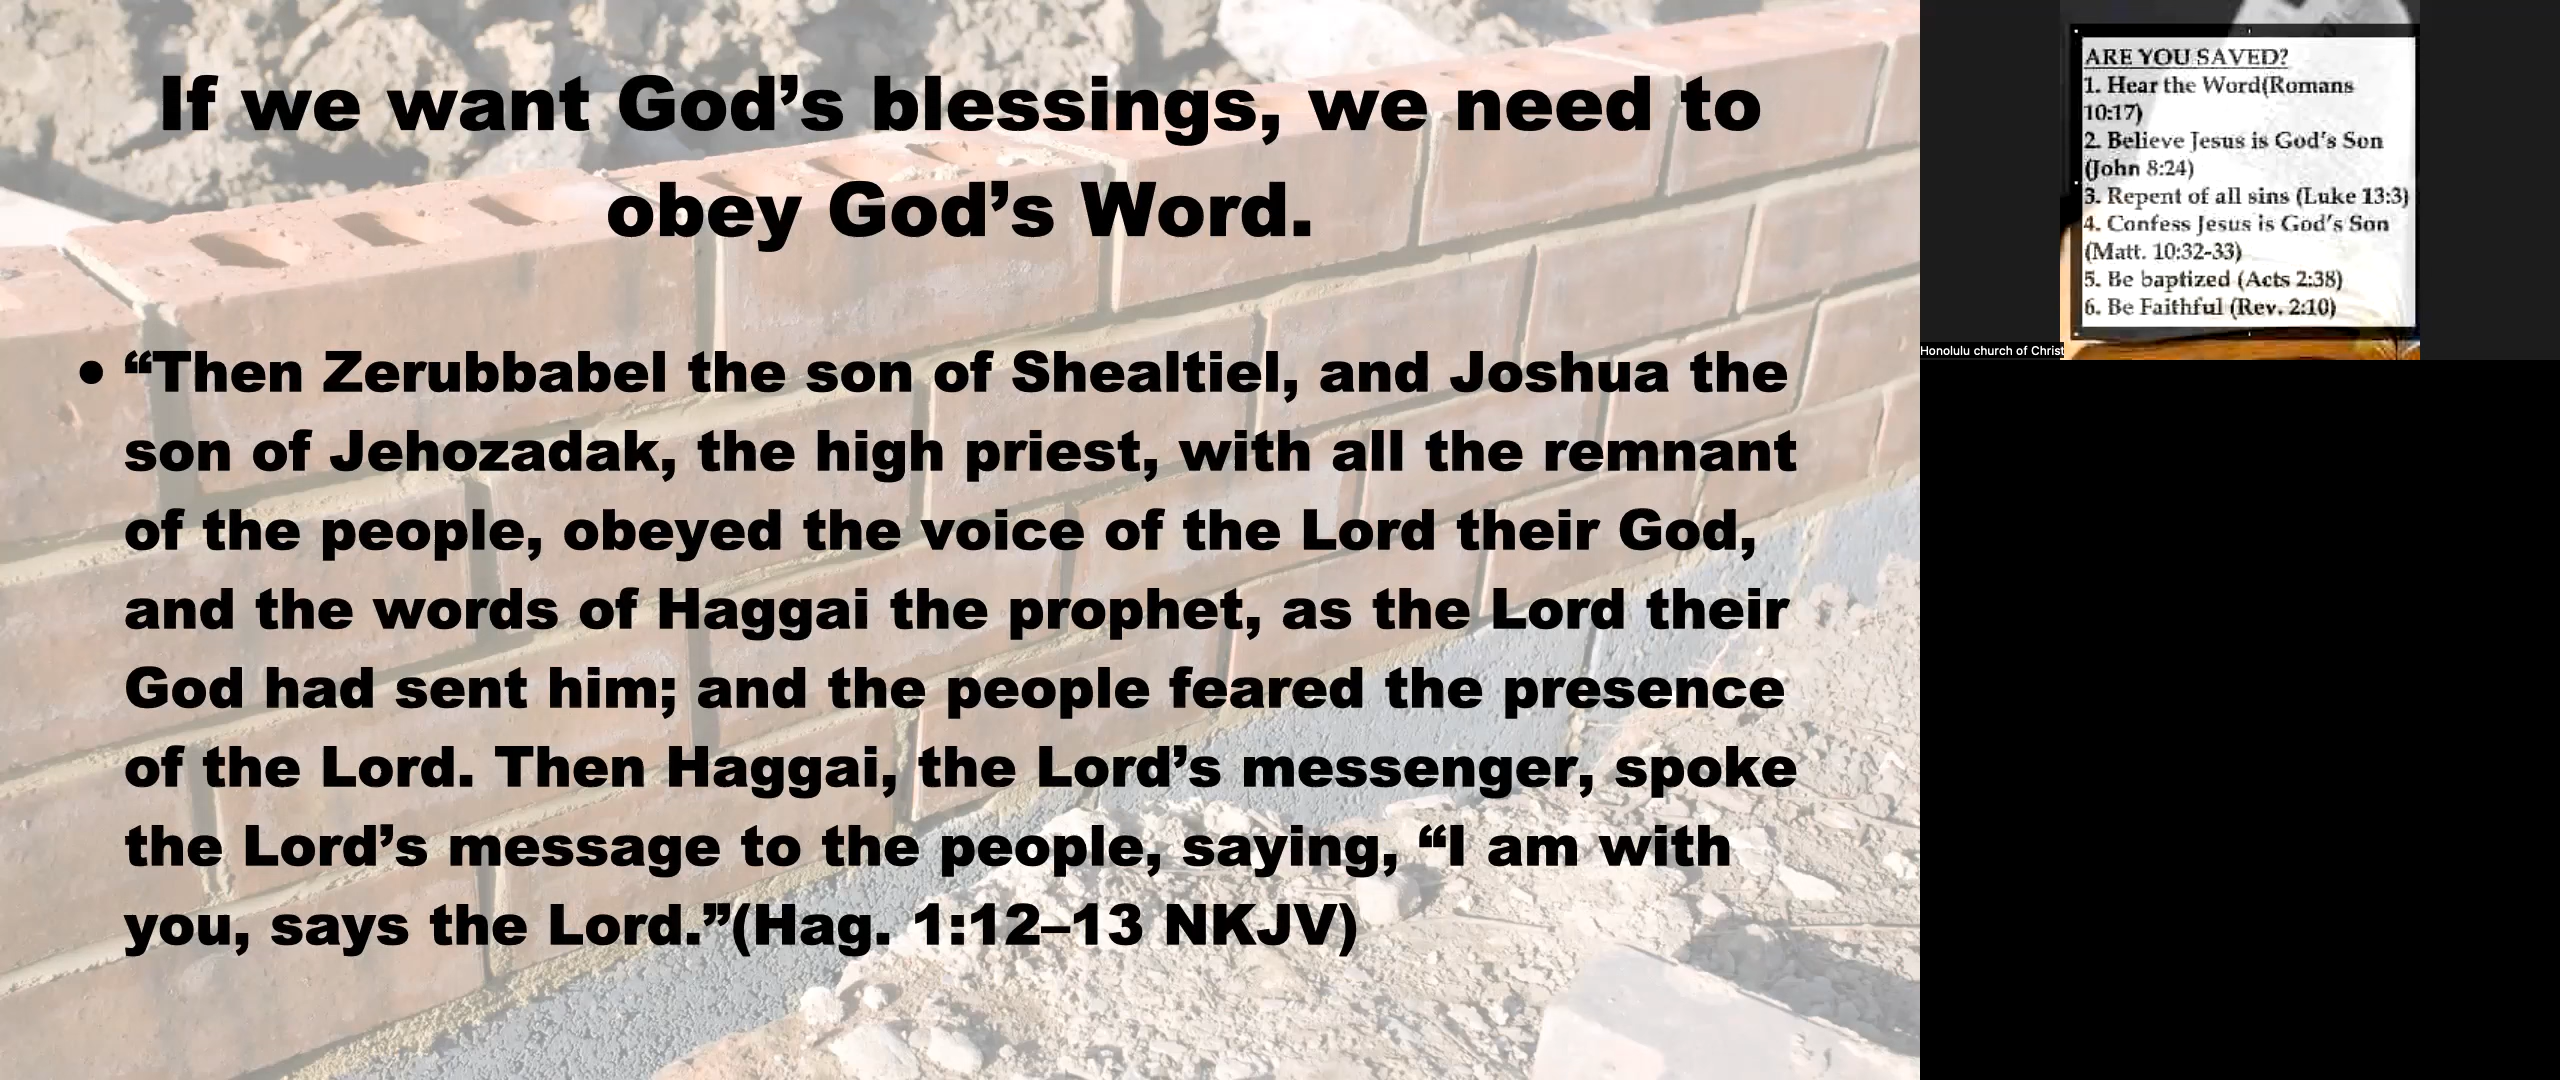 If we want God’s blessings, we need to
obey God’s Word.
• “Then Zerubbabel the son of Shealtiel, and Joshua the
son of Jehozadak, the high priest, with all the remnant
of the people, obeyed the voice of the Lord their God,
and the words of Haggai the prophet, as the Lord their
God had sent him; and the people feared the presence
of the Lord. Then Haggai, the Lord’s messenger, spoke
the Lord’s message to the people, saying, “I am with
you, says the Lord.”(Hag. 1:12–13 NKJV)
ARE YOU SAVED?
1. Hear the Word(Romans
10:17)
2. Believe Jesus is God's Son
(John 8:24)
3. Repent of all sins (Luke 13:3)
4. Confess Jesus is God's Son
(Matt. 10:32-33)
5. Be baptized (Acts 2:38)
6. Be Faithful (Rev. 2:10)
Honolulu church of Christ